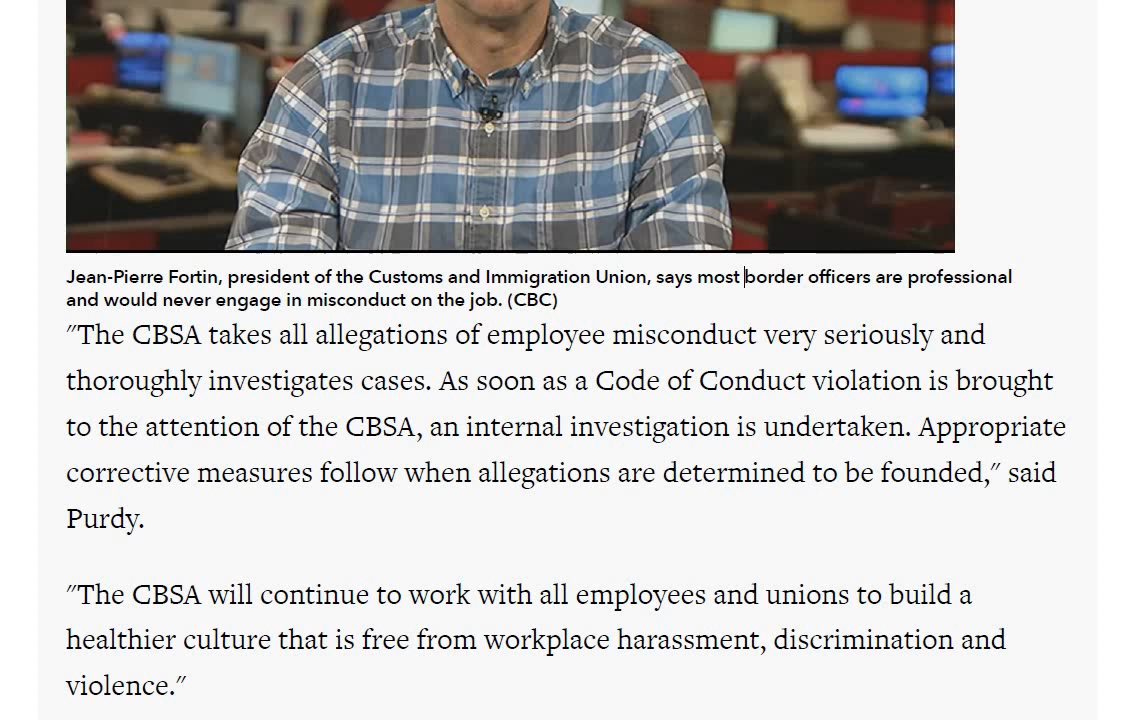 Jean-Pierre Fortin, president of the Customs and Immigration Union, says most border officers are professional
and would never engage in misconduct on the job. (CBC)
"The CBSA takes all allegations of employee misconduct very seriously and
thoroughly investigates cases. As soon as a Code of Conduct violation is brought
to the attention of the CBSA, an internal investigation is undertaken. Appropriate
corrective measures follow when allegations are determined to be founded," said
Purdy.
"The CBSA will continue to work with all employees and unions to build a
healthier culture that is free from workplace harassment, discrimination and
violence."